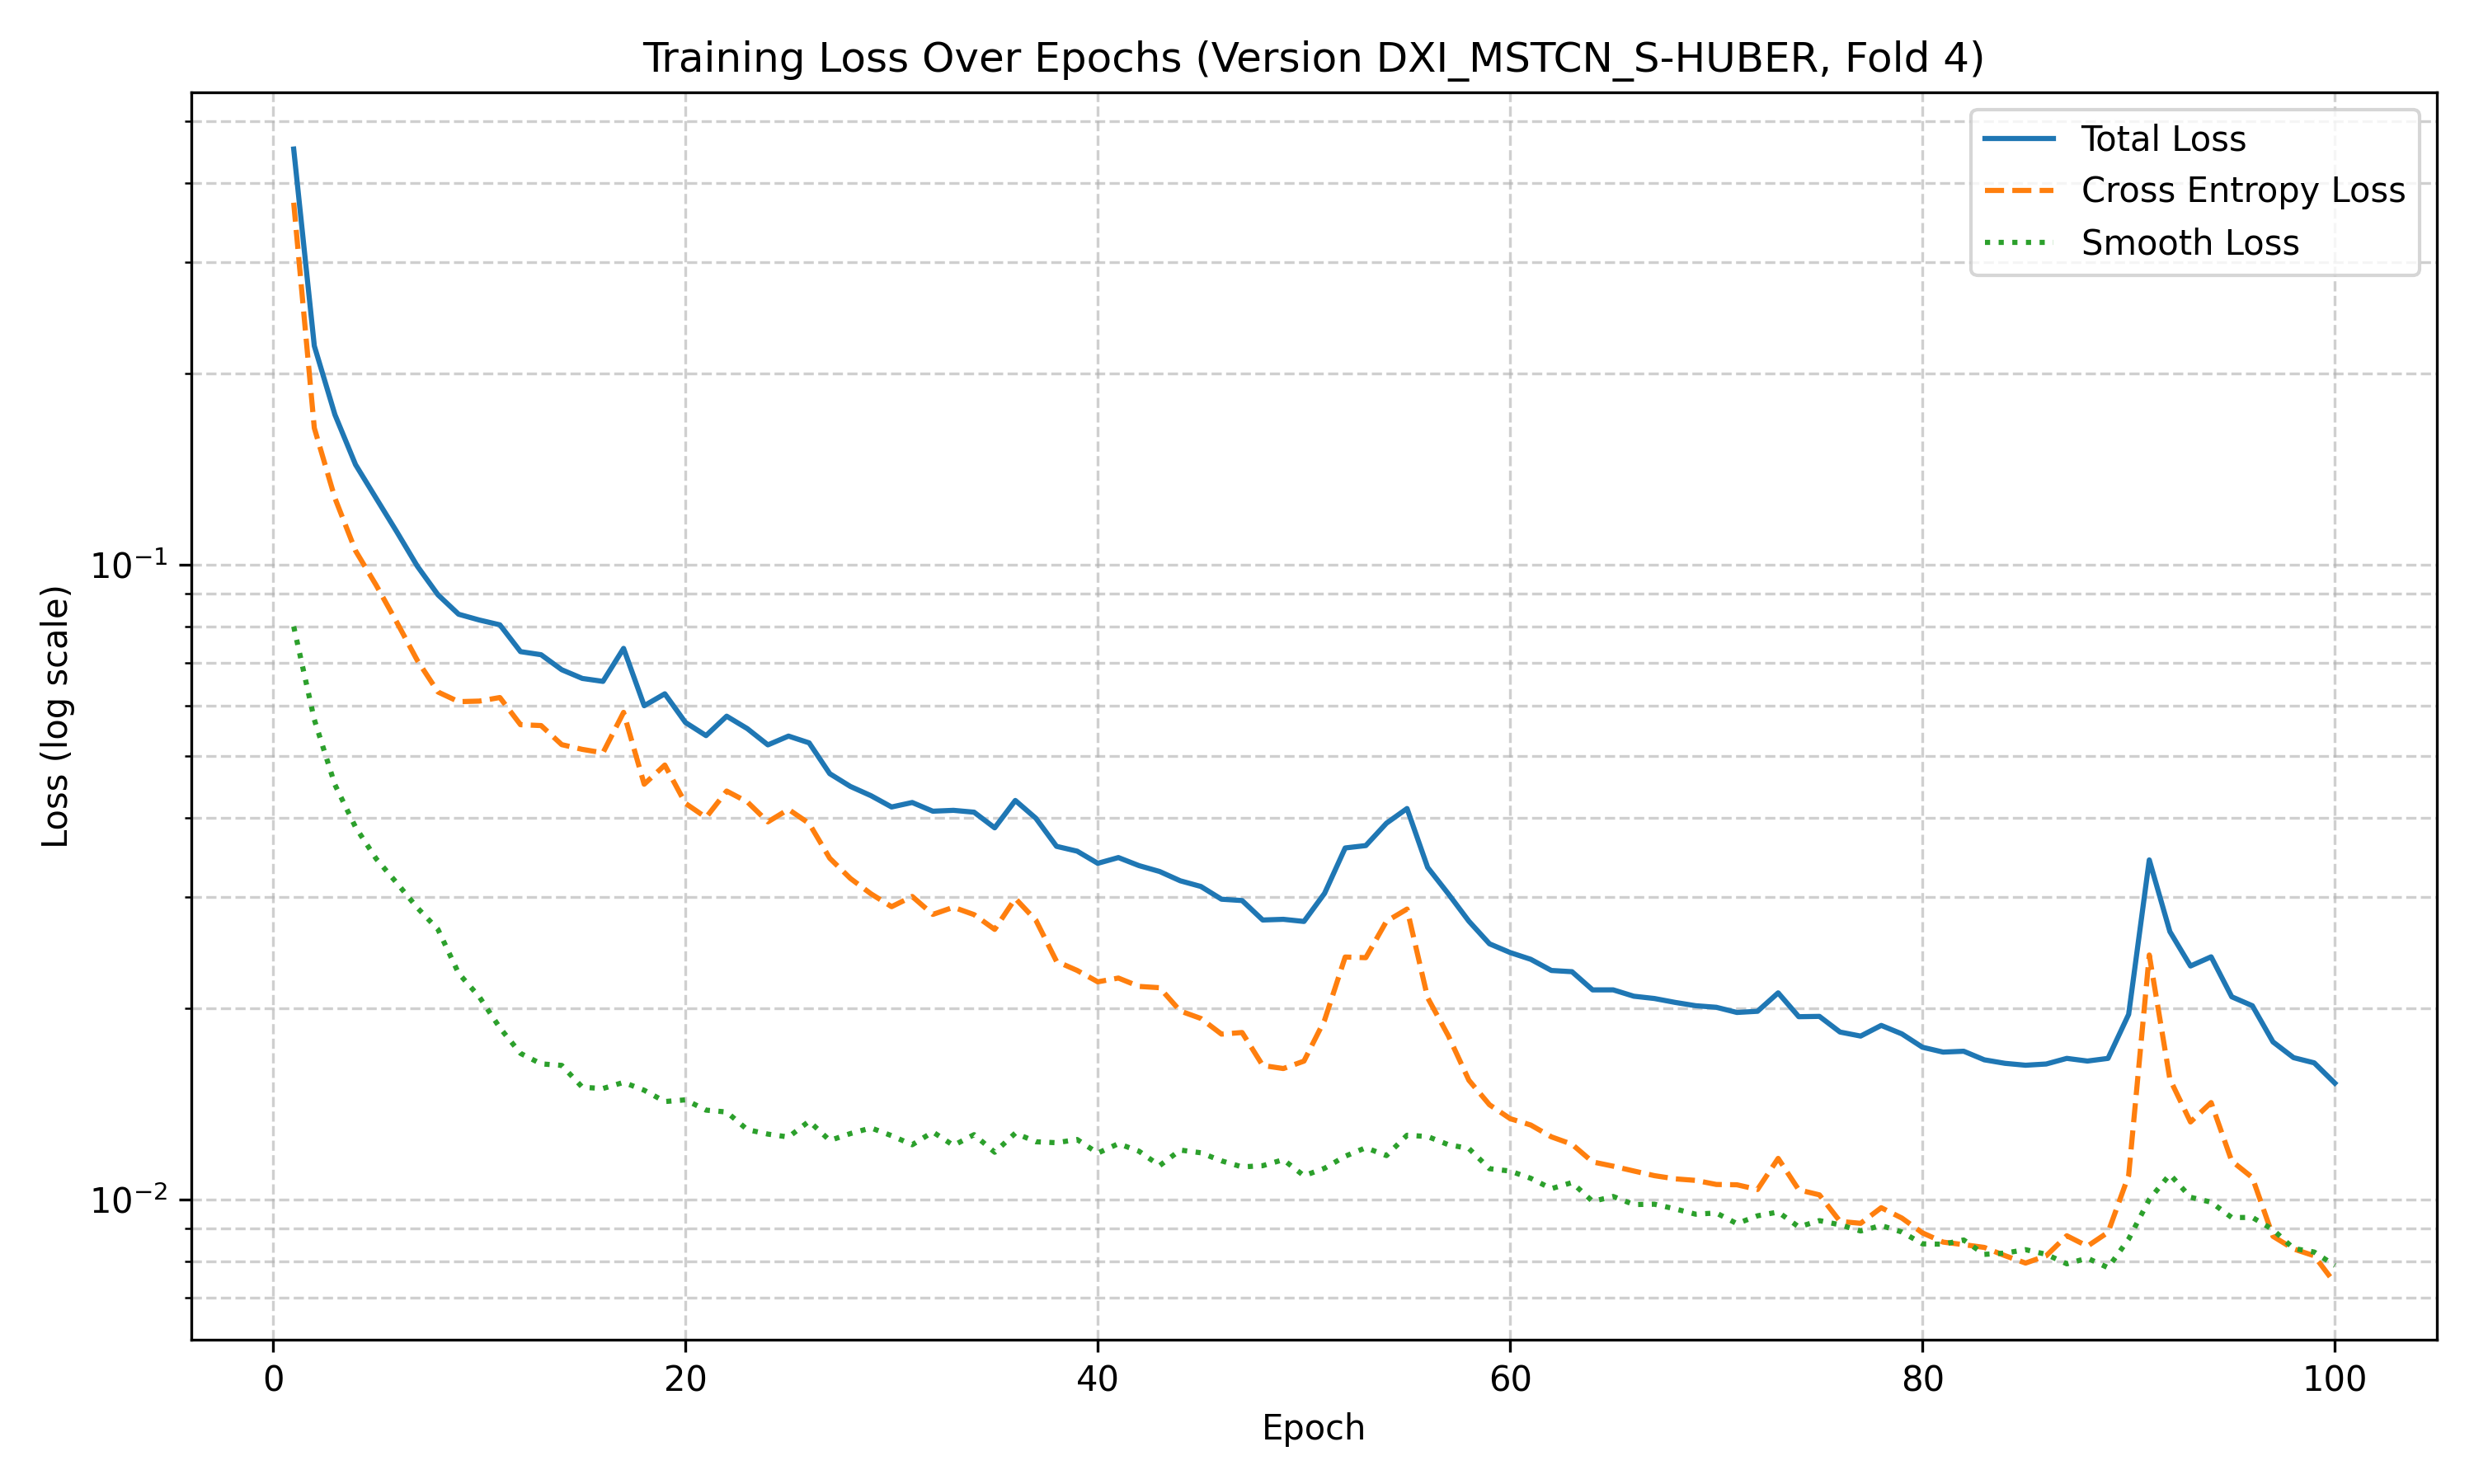 Training Loss Over Epochs (Version DXI_MSTCN_S-HUBER, Fold 4)
Total Loss
Cross Entropy Loss
Smooth Loss
Loss (log scale)
10⁻¹
10⁻²
0 20 40 60 80 100
Epoch